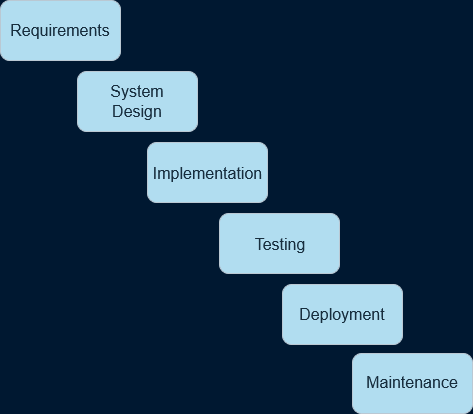 Requirements
System
Design
Implementation
Testing
Deployment
Maintenance